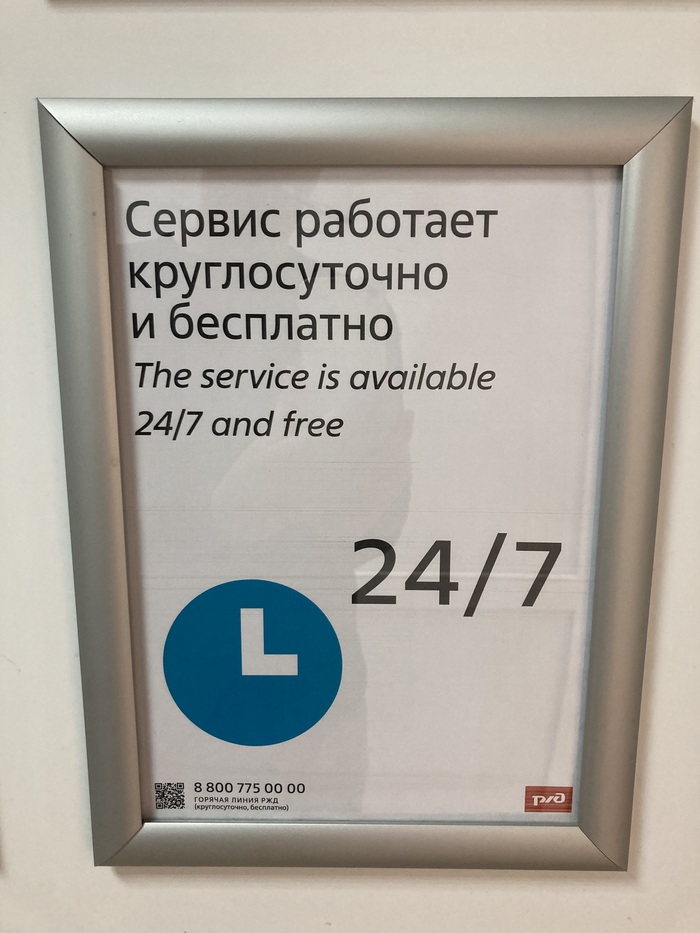 Сервис работает
круглосуточно
и бесплатно
The service is available
24/7 and free
24/7
8 800 775 00 00
ГОРЯЧАЯ ЛИНИЯ РЖД
(круглосуточно, бесплатно)
РЖД